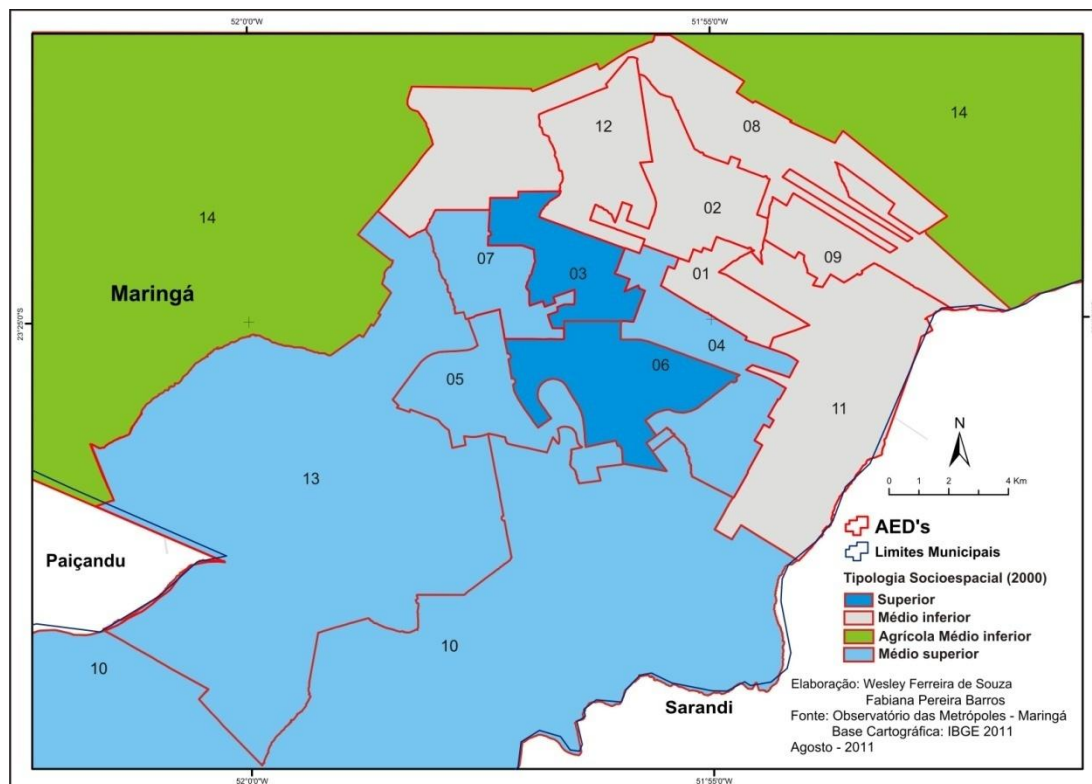 52°0'0"W
51°55'0"W
12
08
14
14
02
07
03
01
09
Maringá
23°25'0"S
04
06
05
11
N
13
0 1 2 4 Km
AED's
Limites Municipais
Paiçandu
Tipologia Socioespacial (2000)
Superior
Médio inferior
Agrícola Médio inferior
Médio superior
10
10
Elaboração: Wesley Ferreira de Souza
Fabiana Pereira Barros
Sarandi
Fonte: Observatório das Metrópoles - Maringá
Base Cartográfica: IBGE 2011
Agosto - 2011
52°0'0"W
51°55'0"W